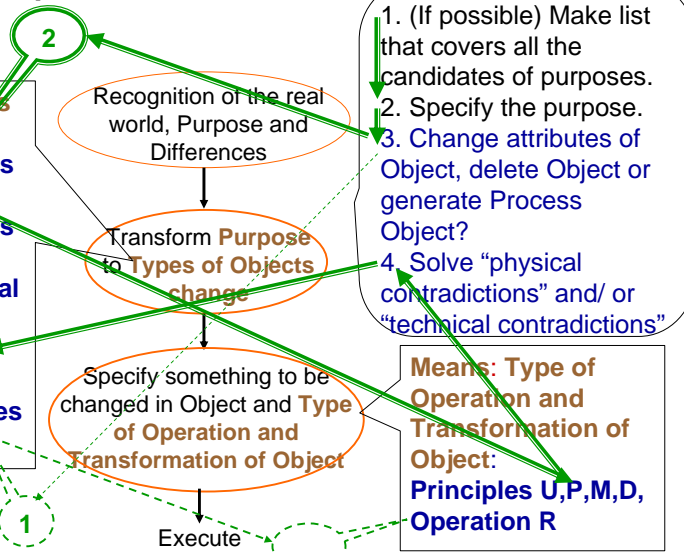 2
s
s
s
al
es
1
Recognition of the real
world, Purpose and
Differences
Transform Purpose
to Types of Objects
change
Specify something to be
changed in Object and Type
of Operation and
Transformation of Object
Execute
1. (If possible) Make list
that covers all the
candidates of purposes.
2. Specify the purpose.
3. Change attributes of
Object, delete Object or
generate Process
Object?
4. Solve “physical
contradictions” and/ or
“technical contradictions”
Means: Type of
Operation and
Transformation of
Object:
Principles U,P,M,D,
Operation R